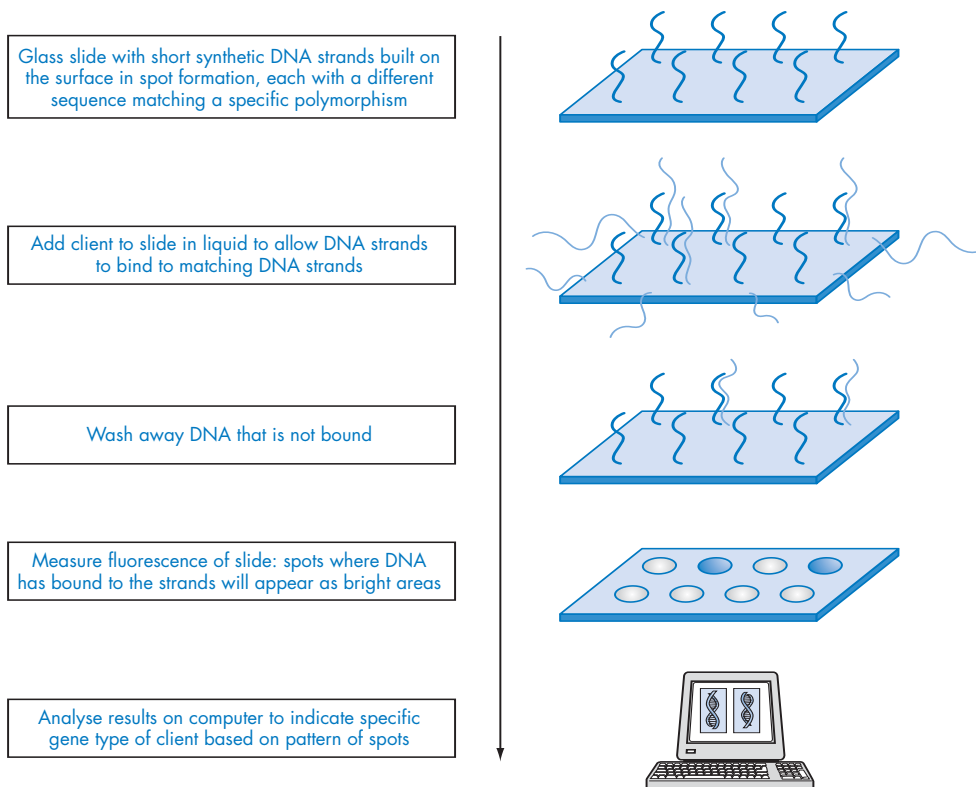 Glass slide with short synthetic DNA strands built on
the surface in spot formation, each with a different
sequence matching a specific polymorphism
Add client to slide in liquid to allow DNA strands
to bind to matching DNA strands
Wash away DNA that is not bound
Measure fluorescence of slide: spots where DNA
has bound to the strands will appear as bright areas
Analyse results on computer to indicate specific
gene type of client based on pattern of spots